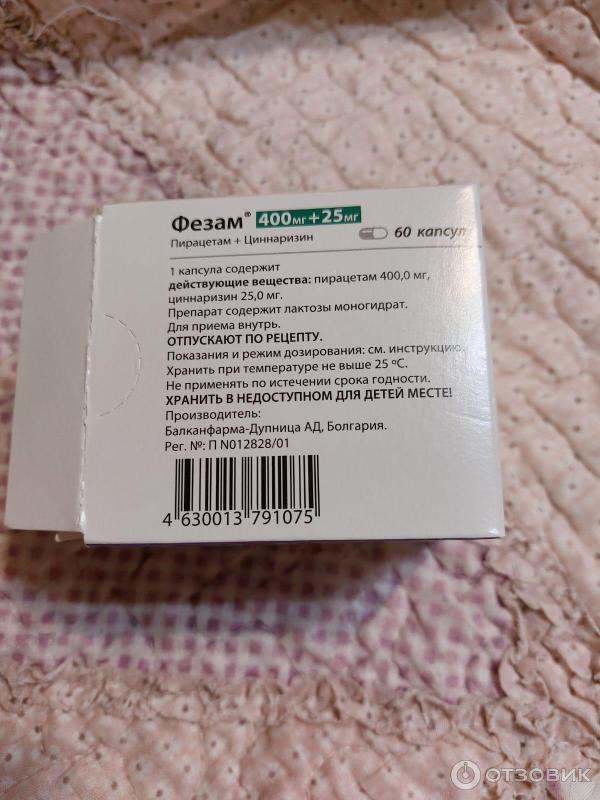 Фезам® 400мг+25мг
Пирацетам + Циннаризин 60 капсул
1 капсула содержит
действующие вещества: пирацетам 400,0 мг,
циннаризин 25,0 мг.
Препарат содержит лактозы моногидрат.
Для приема внутрь.
ОТПУСКАЮТ ПО РЕЦЕПТУ.
Показания и режим дозирования: см. инструкцию.
Хранить при температуре не выше 25 ºC.
Не применять по истечении срока годности.
ХРАНИТЬ В НЕДОСТУПНОМ ДЛЯ ДЕТЕЙ МЕСТЕ!
Производитель:
Балканфарма-Дупница АД, Болгария.
Рег. №: П N012828/01
4 630013 791075
ОТЗОВИК